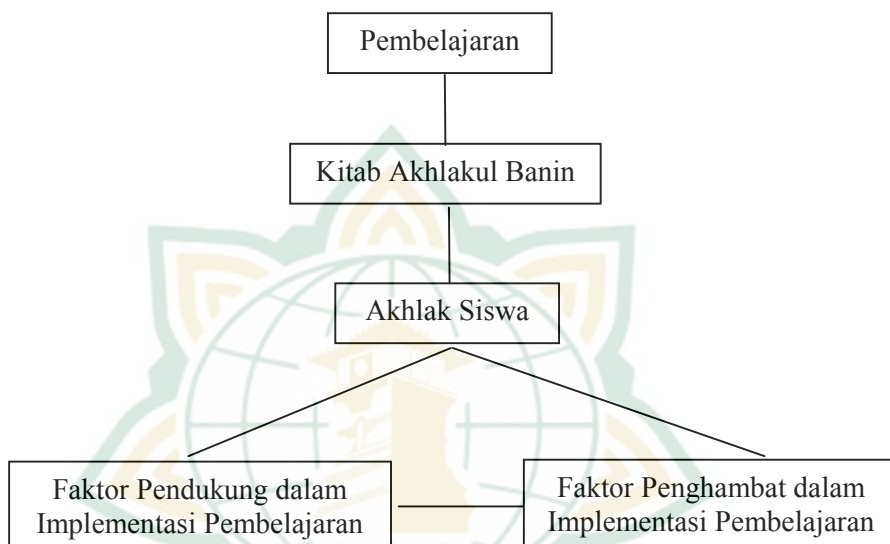 Pembelajaran
Kitab Akhlakul Banin
Akhlak Siswa
Faktor Pendukung dalam
Implementasi Pembelajaran
Faktor Penghambat dalam
Implementasi Pembelajaran